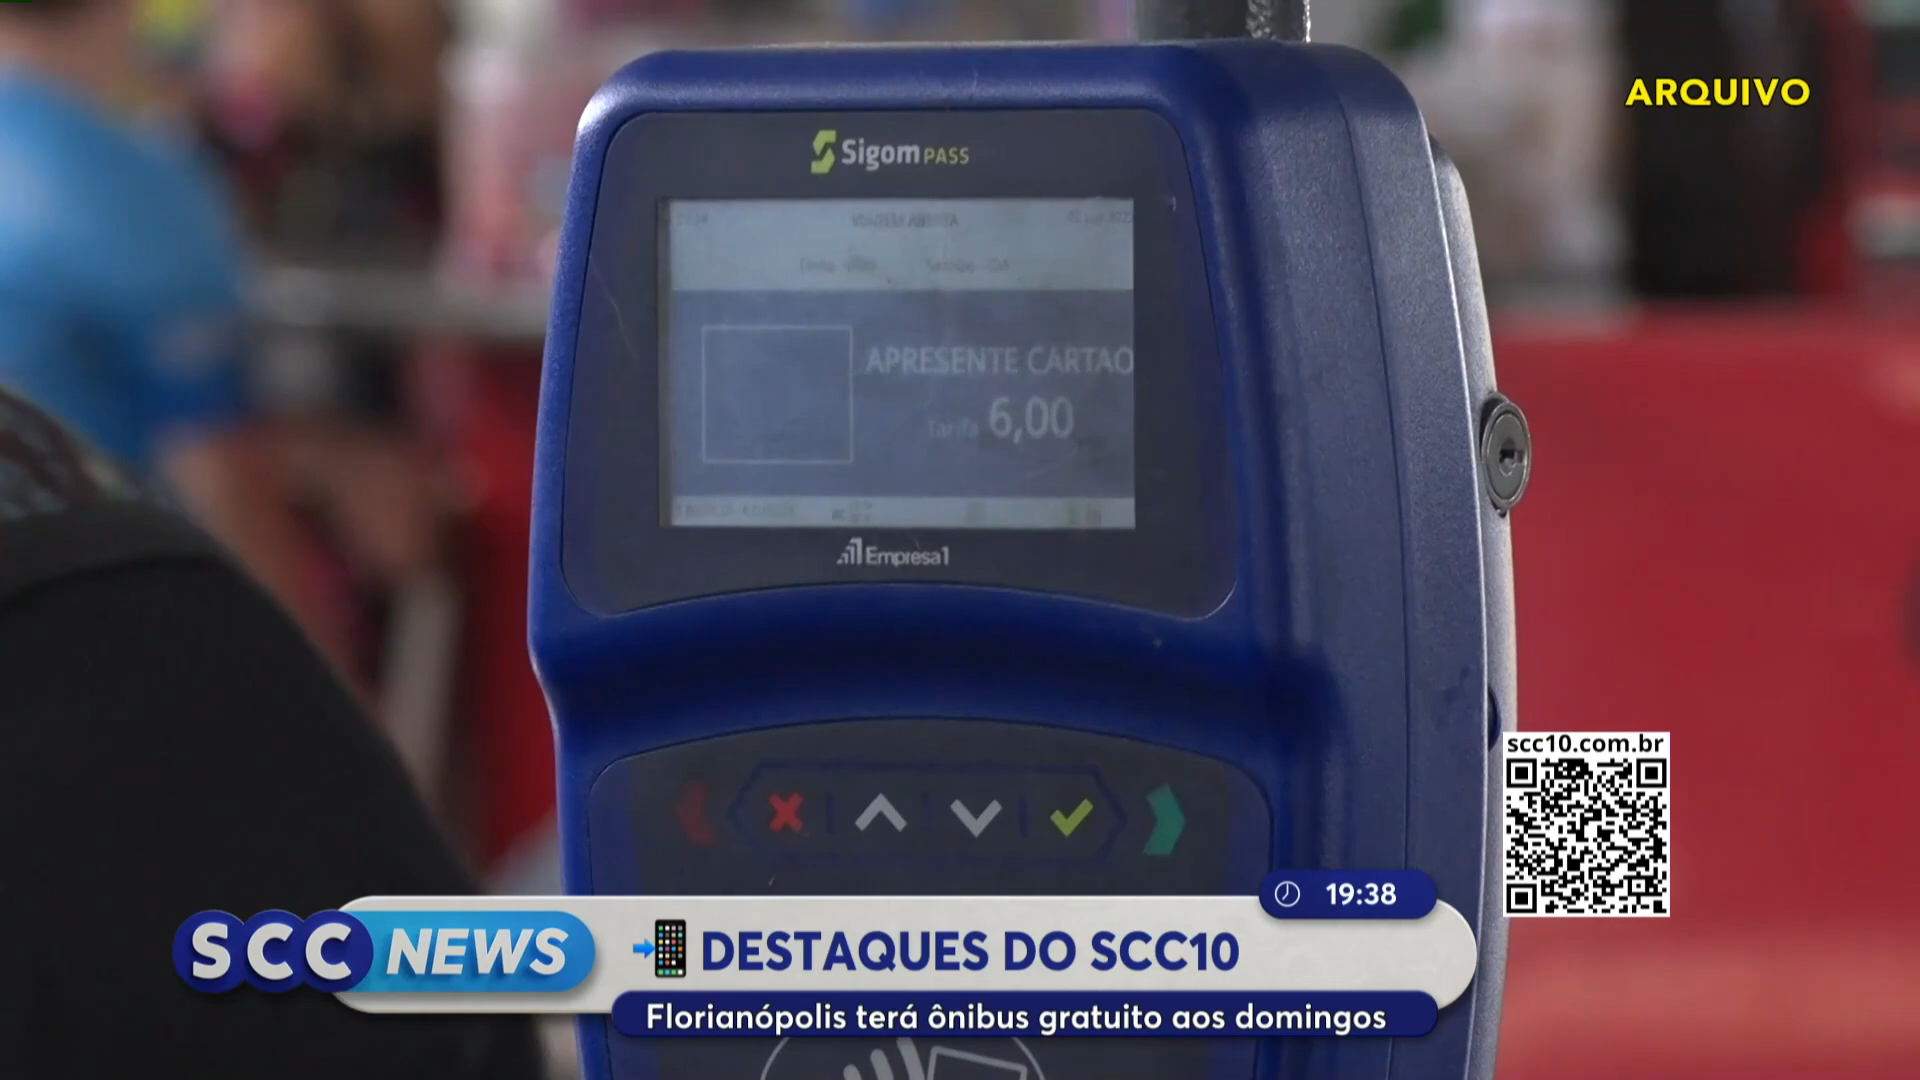 ARQUIVO
Sigom PASS
APRESENTE CARTAO
Tarifa 6,00
Empresa1
scc10.com.br
19:38
SCC NEWS
DESTAQUES DO SCC10
Florianópolis terá ônibus gratuito aos domingos